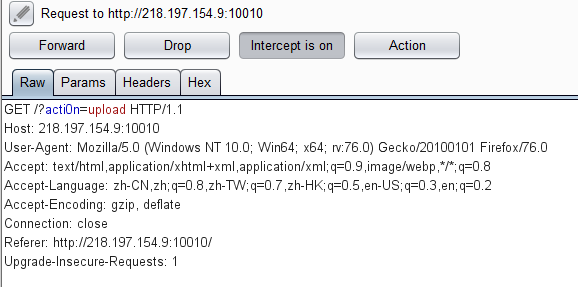 Request to http://218.197.154.9:10010
Forward Drop Intercept is on Action
Raw Params Headers Hex
GET /?acti0n=upload HTTP/1.1
Host: 218.197.154.9:10010
User-Agent: Mozilla/5.0 (Windows NT 10.0; Win64; x64; rv:76.0) Gecko/20100101 Firefox/76.0
Accept: text/html,application/xhtml+xml,application/xml;q=0.9,image/webp,*/*;q=0.8
Accept-Language: zh-CN,zh;q=0.8,zh-TW;q=0.7,zh-HK;q=0.5,en-US;q=0.3,en;q=0.2
Accept-Encoding: gzip, deflate
Connection: close
Referer: http://218.197.154.9:10010/
Upgrade-Insecure-Requests: 1